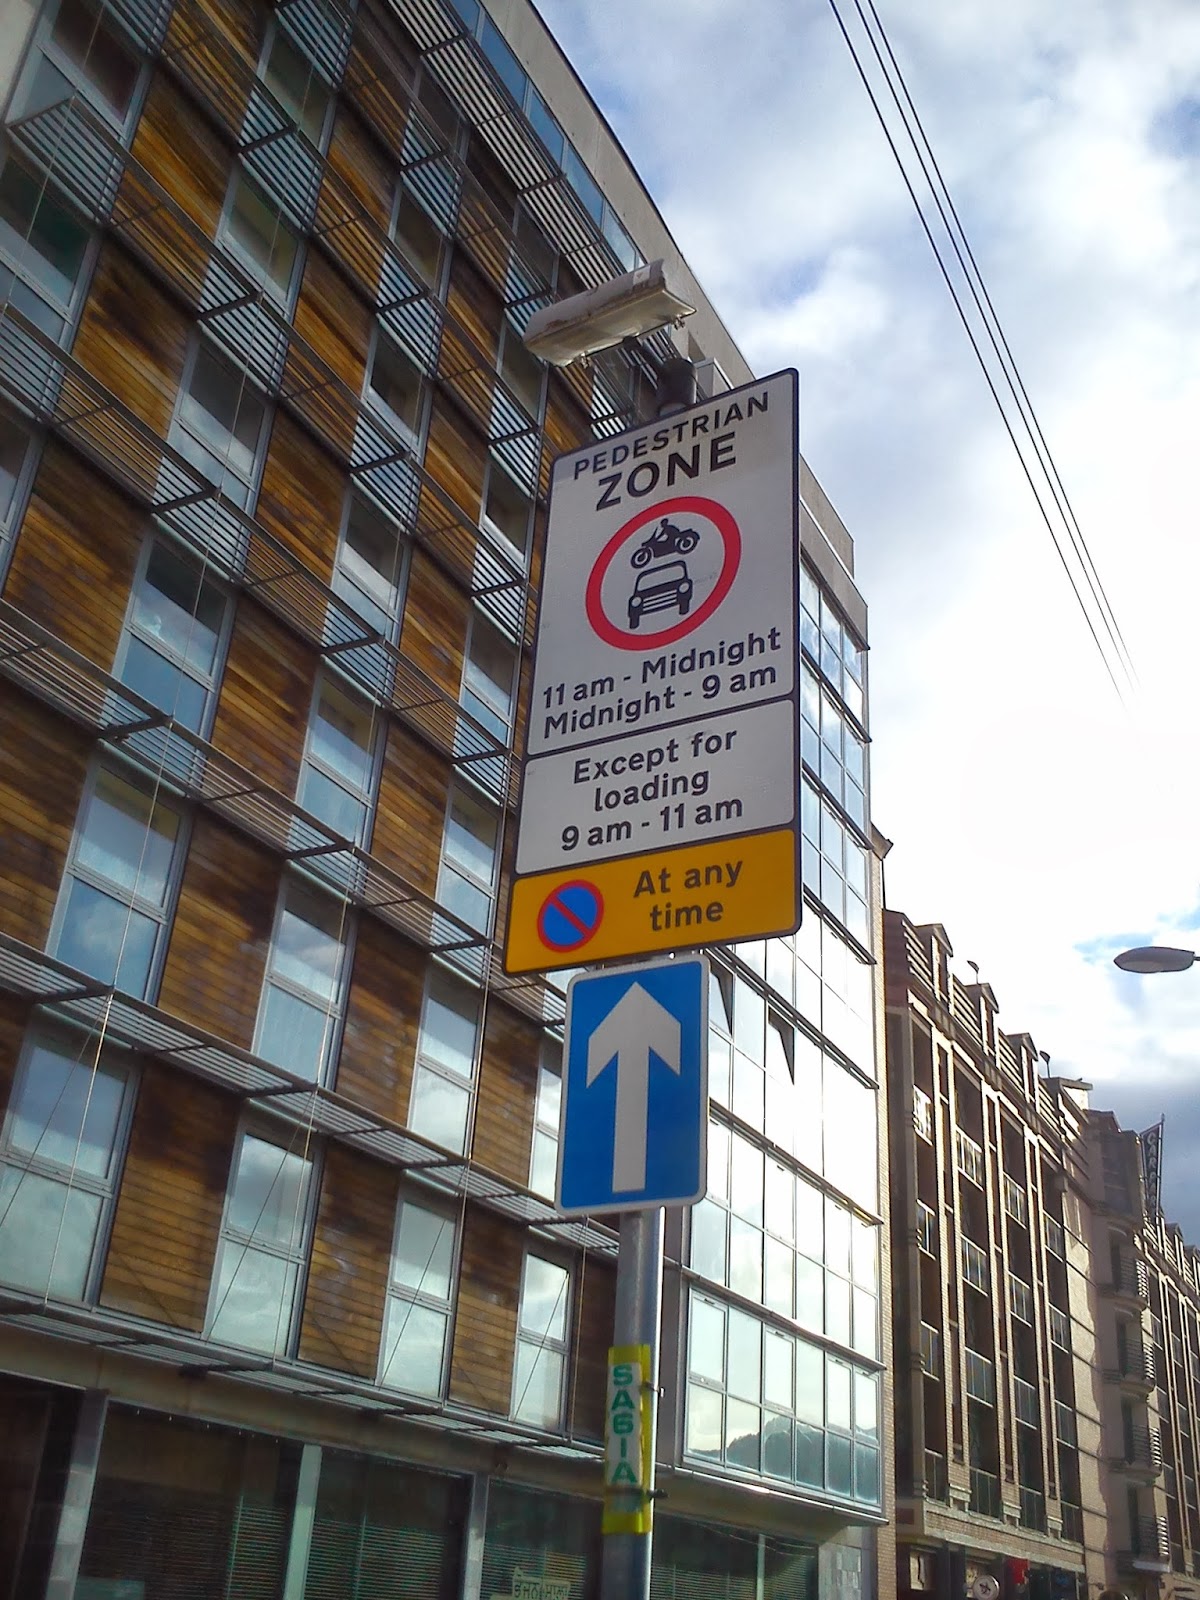 PEDESTRIAN
ZONE
11 am - Midnight
Midnight - 9 am
Except for
loading
9 am - 11 am
At any
time
SA61A